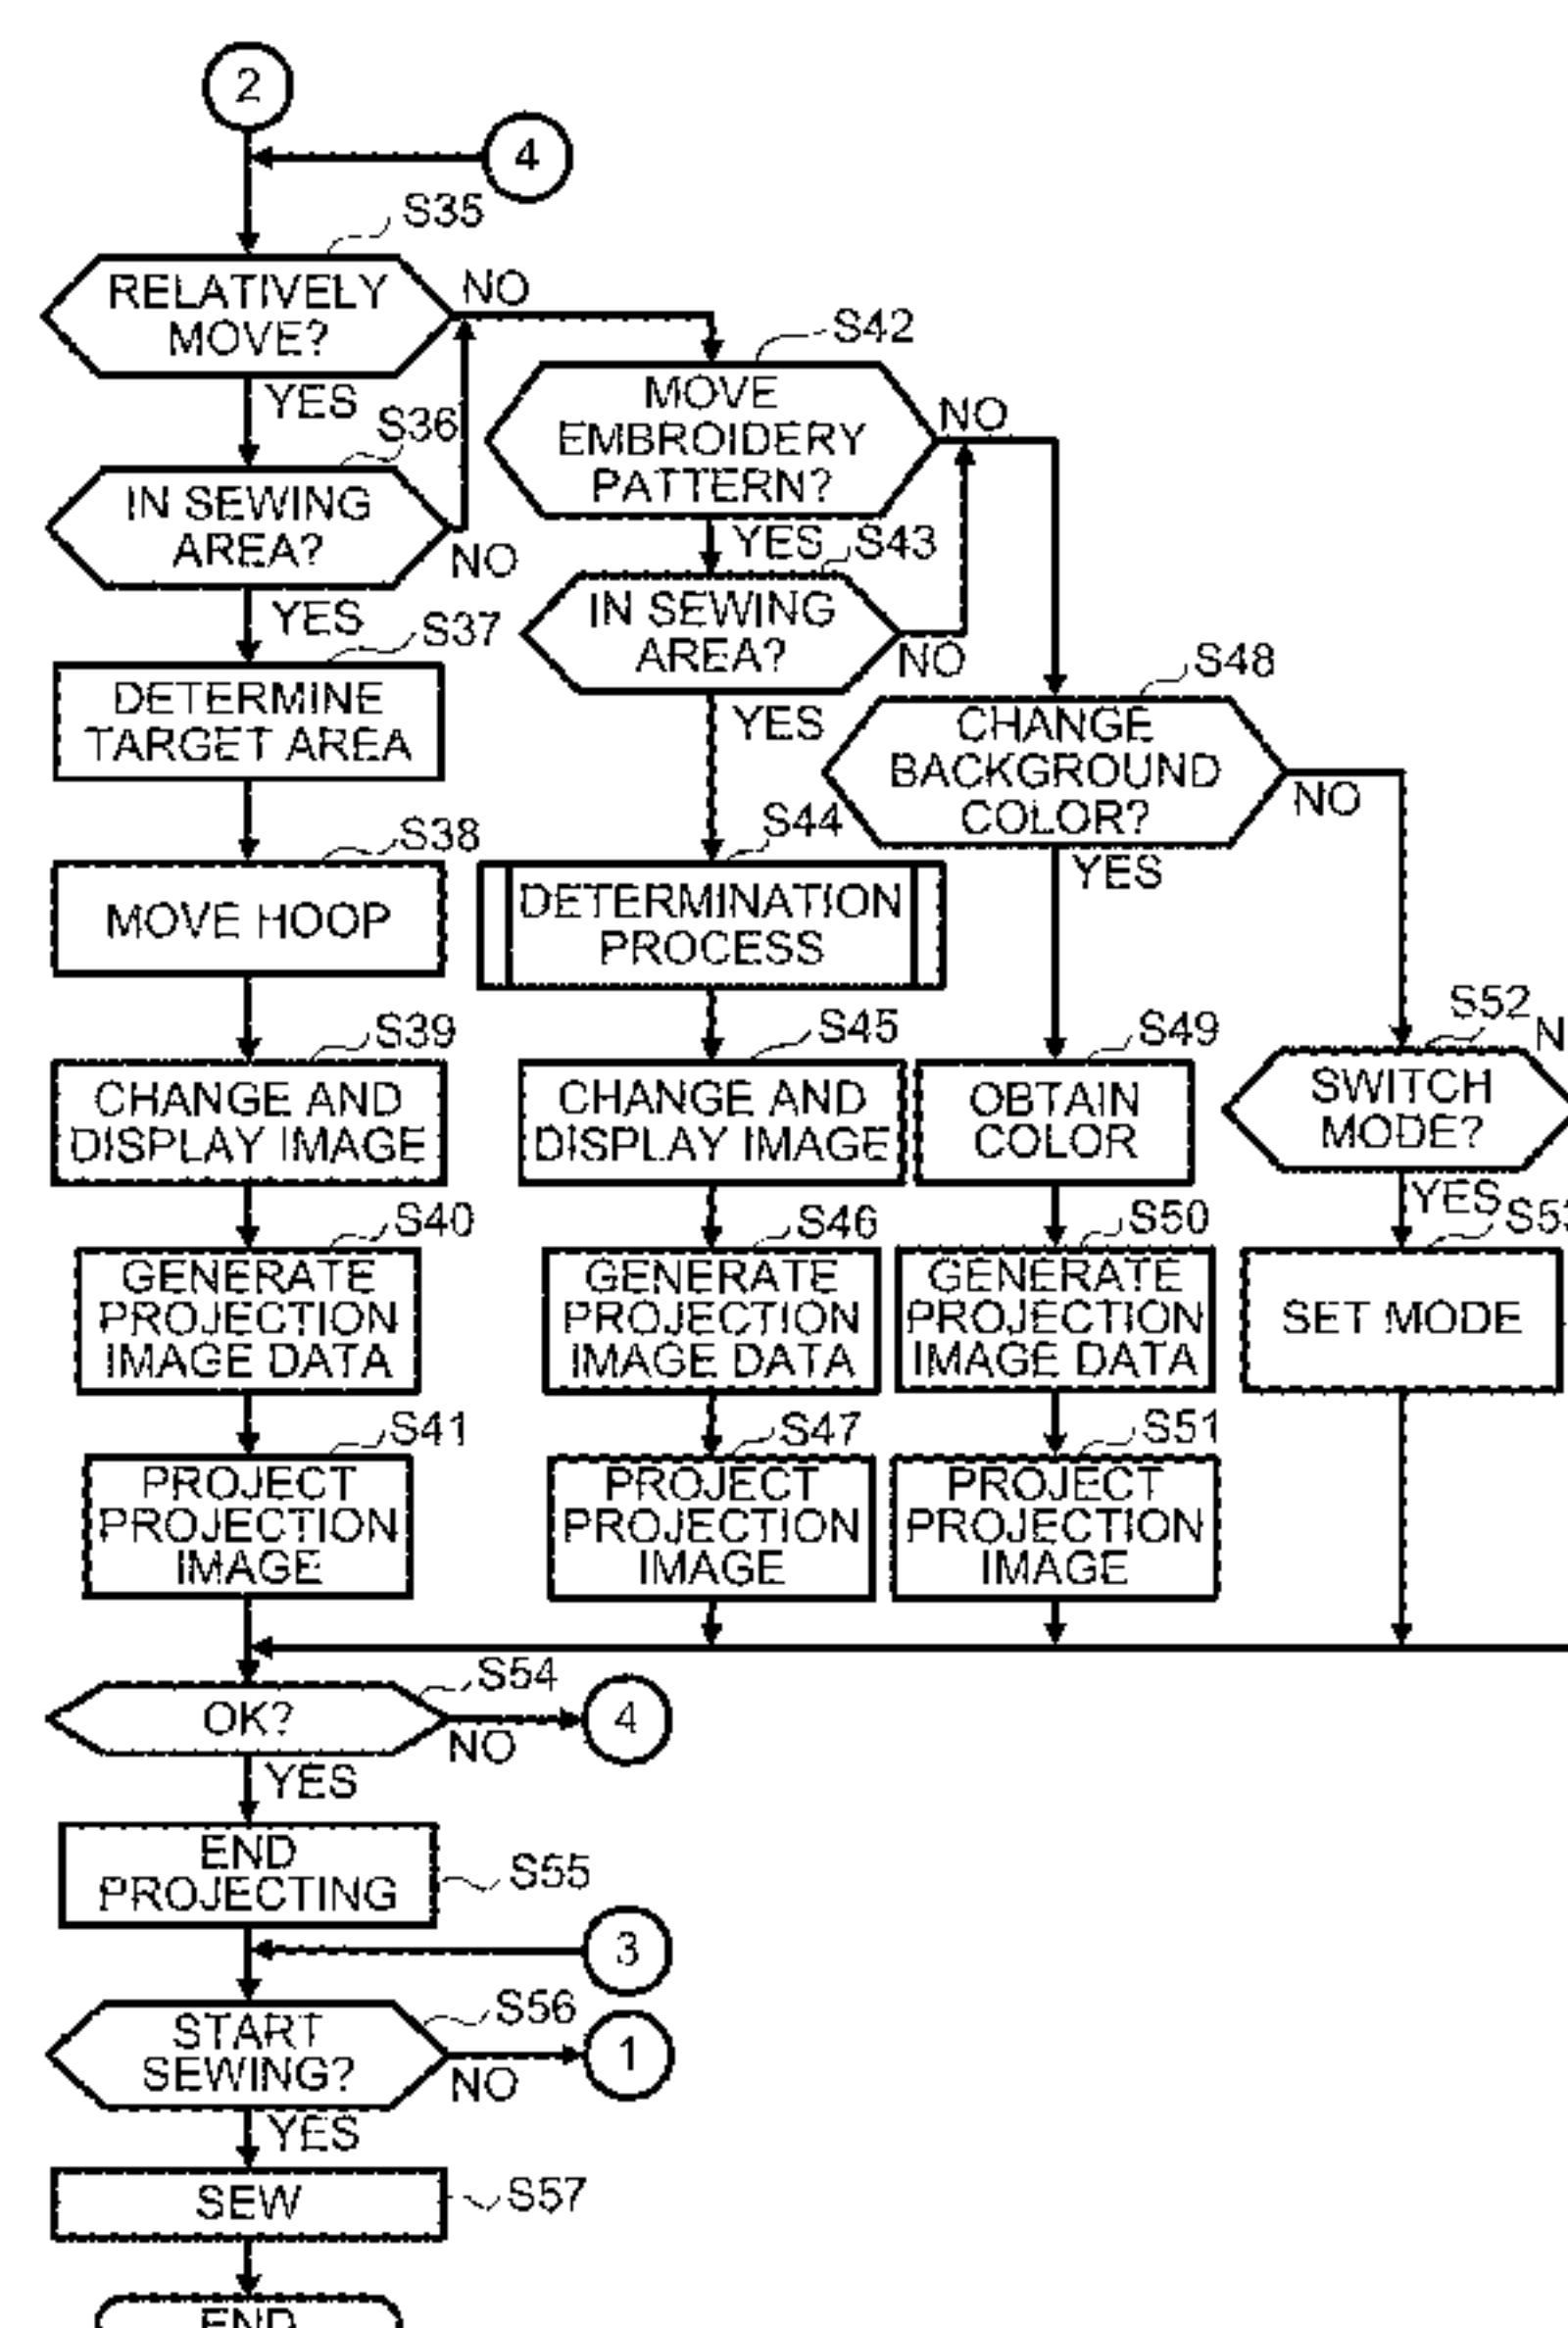 2
4
S35
RELATIVELY
MOVE?
NO
YES
S36
IN SEWING
AREA?
NO
YES
S37
DETERMINE
TARGET AREA
S38
MOVE HOOP
S39
CHANGE AND
DISPLAY IMAGE
S40
GENERATE
PROJECTION
IMAGE DATA
S41
PROJECT
PROJECTION
IMAGE
S42
MOVE
EMBROIDERY
PATTERN?
NO
YES
S43
IN SEWING
AREA?
NO
YES
S44
DETERMINATION
PROCESS
S45
CHANGE AND
DISPLAY IMAGE
S46
GENERATE
PROJECTION
IMAGE DATA
S47
PROJECT
PROJECTION
IMAGE
S48
CHANGE
BACKGROUND
COLOR?
NO
YES
S49
OBTAIN
COLOR
S50
GENERATE
PROJECTION
IMAGE DATA
S51
PROJECT
PROJECTION
IMAGE
S52
N
SWITCH
MODE?
YES
S53
SET MODE
S54
OK?
NO
4
YES
END
PROJECTING
S55
3
S56
START
SEWING?
NO
1
YES
SEW
S57
END